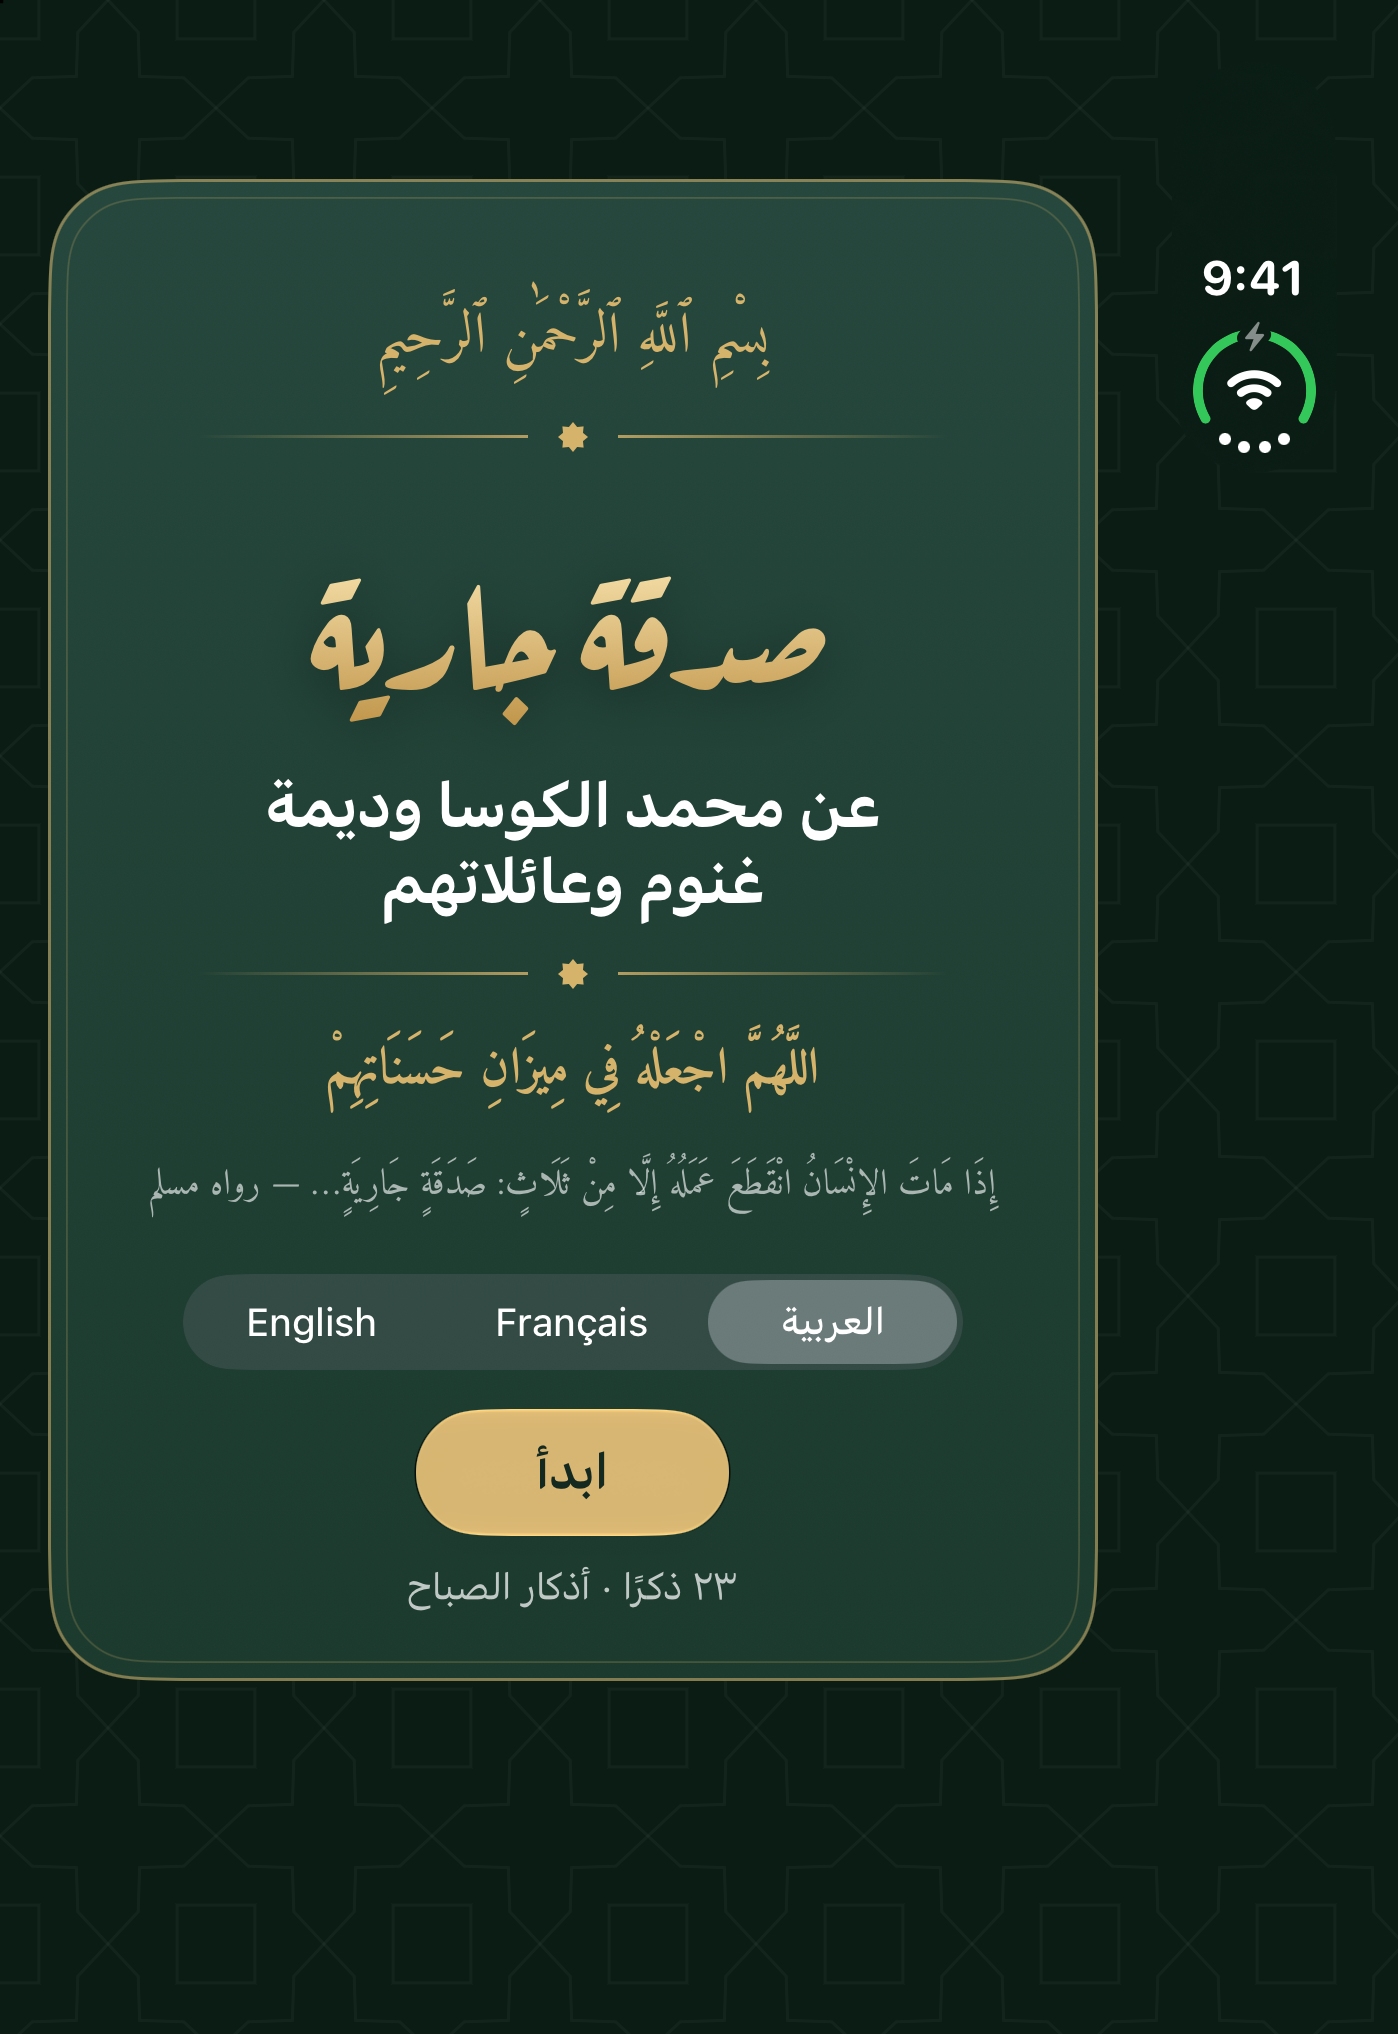 بِسْمِ ٱللَّهِ ٱلرَّحْمَٰنِ ٱلرَّحِيمِ
9:41
صدقة جارية
عن محمد الكوسا وديمة
غنوم وعائلاتهم
اللَّهُمَّ اجْعَلْهُ فِي مِيزَانِ حَسَنَاتِهِمْ
إِذَا مَاتَ الإِنْسَانُ انْقَطَعَ عَمَلُهُ إِلَّا مِنْ ثَلَاثٍ: صَدَقَةٍ جَارِيَةٍ... — رواه مسلم
العربية Français English
ابدأ
٢٣ ذكرًا · أذكار الصباح